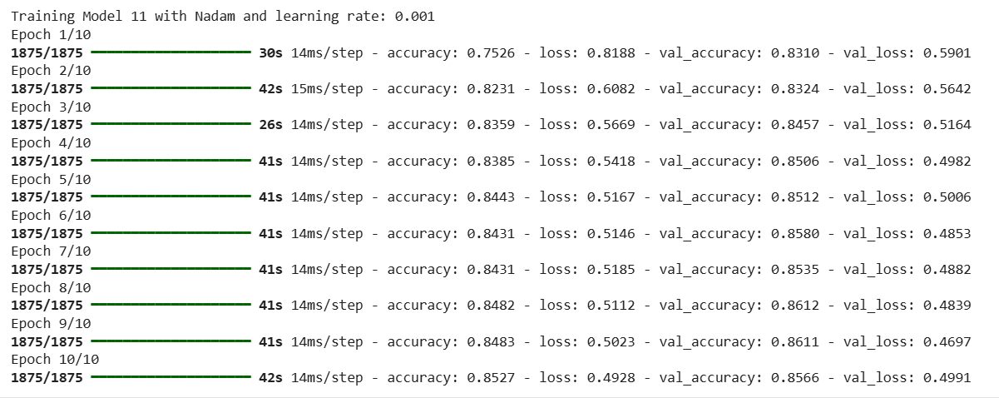 Training Model 11 with Nadam and learning rate: 0.001
Epoch 1/10
1875/1875 ━━━━━━━━━━━━━━━━━━━━ 30s 14ms/step - accuracy: 0.7526 - loss: 0.8188 - val_accuracy: 0.8310 - val_loss: 0.5901
Epoch 2/10
1875/1875 ━━━━━━━━━━━━━━━━━━━━ 42s 15ms/step - accuracy: 0.8231 - loss: 0.6082 - val_accuracy: 0.8324 - val_loss: 0.5642
Epoch 3/10
1875/1875 ━━━━━━━━━━━━━━━━━━━━ 26s 14ms/step - accuracy: 0.8359 - loss: 0.5669 - val_accuracy: 0.8457 - val_loss: 0.5164
Epoch 4/10
1875/1875 ━━━━━━━━━━━━━━━━━━━━ 41s 14ms/step - accuracy: 0.8385 - loss: 0.5418 - val_accuracy: 0.8506 - val_loss: 0.4982
Epoch 5/10
1875/1875 ━━━━━━━━━━━━━━━━━━━━ 41s 14ms/step - accuracy: 0.8443 - loss: 0.5167 - val_accuracy: 0.8512 - val_loss: 0.5006
Epoch 6/10
1875/1875 ━━━━━━━━━━━━━━━━━━━━ 41s 14ms/step - accuracy: 0.8431 - loss: 0.5146 - val_accuracy: 0.8580 - val_loss: 0.4853
Epoch 7/10
1875/1875 ━━━━━━━━━━━━━━━━━━━━ 41s 14ms/step - accuracy: 0.8431 - loss: 0.5185 - val_accuracy: 0.8535 - val_loss: 0.4882
Epoch 8/10
1875/1875 ━━━━━━━━━━━━━━━━━━━━ 41s 14ms/step - accuracy: 0.8482 - loss: 0.5112 - val_accuracy: 0.8612 - val_loss: 0.4839
Epoch 9/10
1875/1875 ━━━━━━━━━━━━━━━━━━━━ 41s 14ms/step - accuracy: 0.8483 - loss: 0.5023 - val_accuracy: 0.8611 - val_loss: 0.4697
Epoch 10/10
1875/1875 ━━━━━━━━━━━━━━━━━━━━ 42s 14ms/step - accuracy: 0.8527 - loss: 0.4928 - val_accuracy: 0.8566 - val_loss: 0.4991